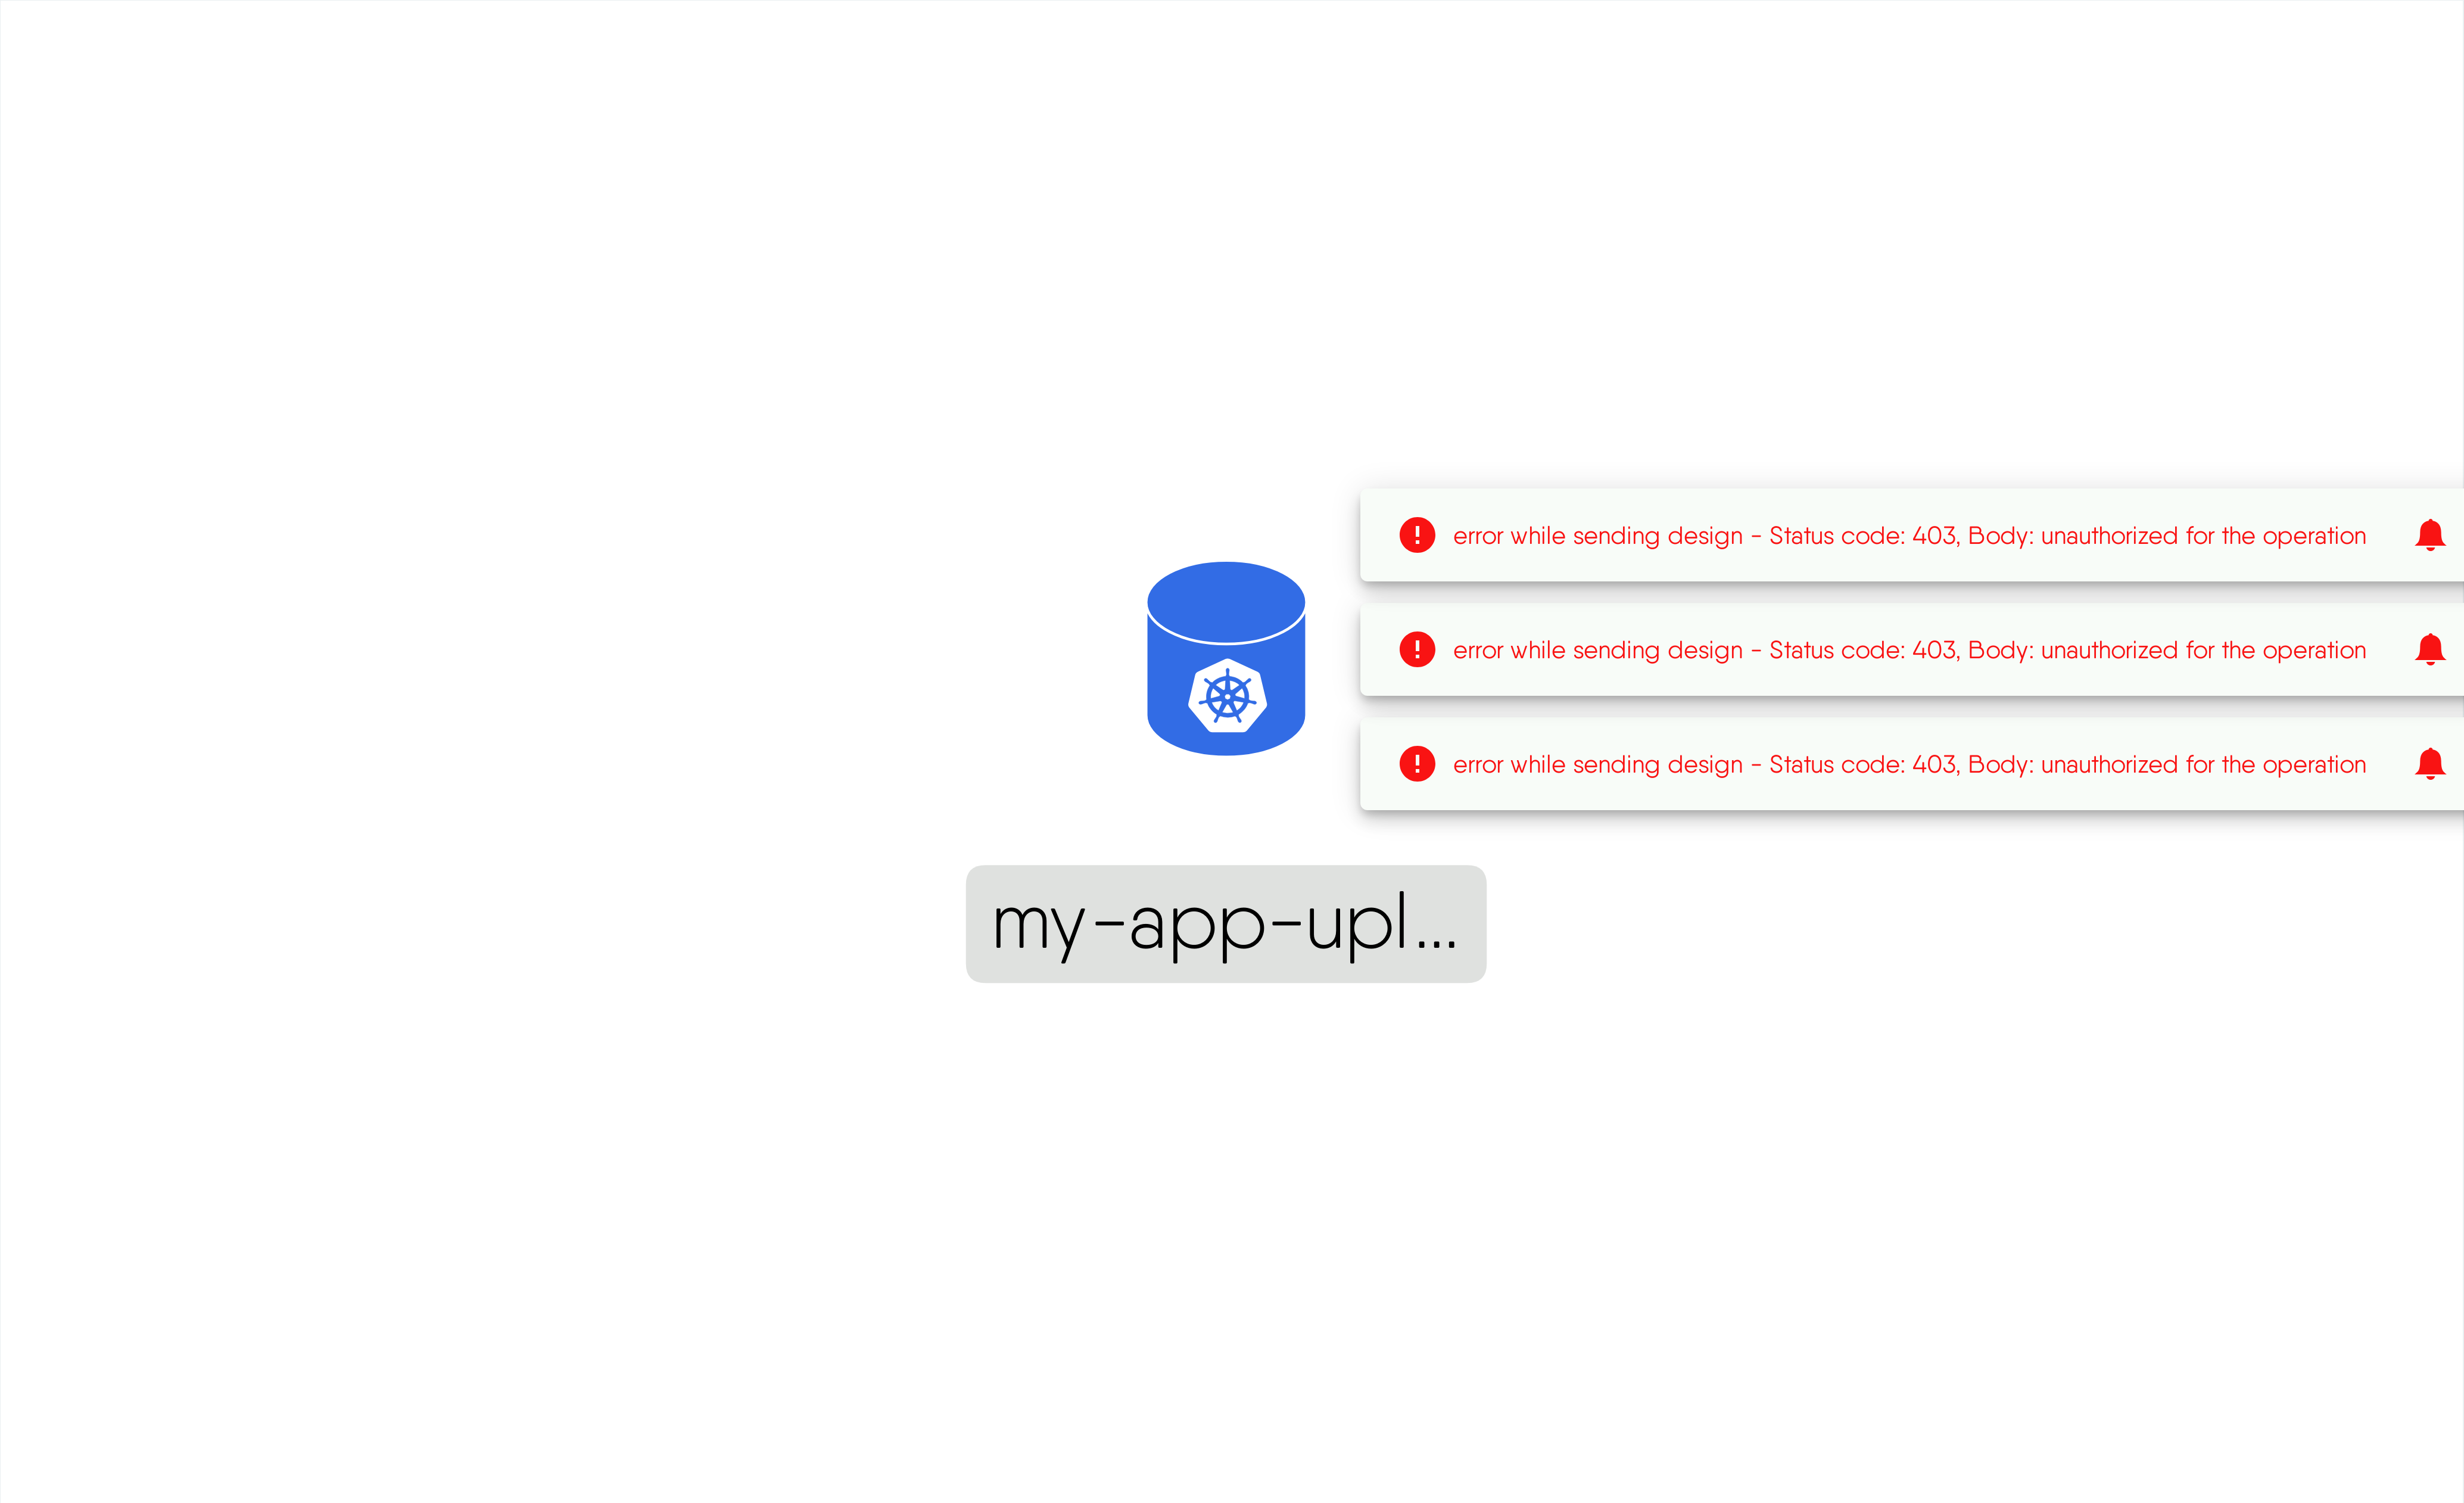 error while sending design - Status code: 403, Body: unauthorized for the operation
error while sending design - Status code: 403, Body: unauthorized for the operation
error while sending design - Status code: 403, Body: unauthorized for the operation
my-app-upl...